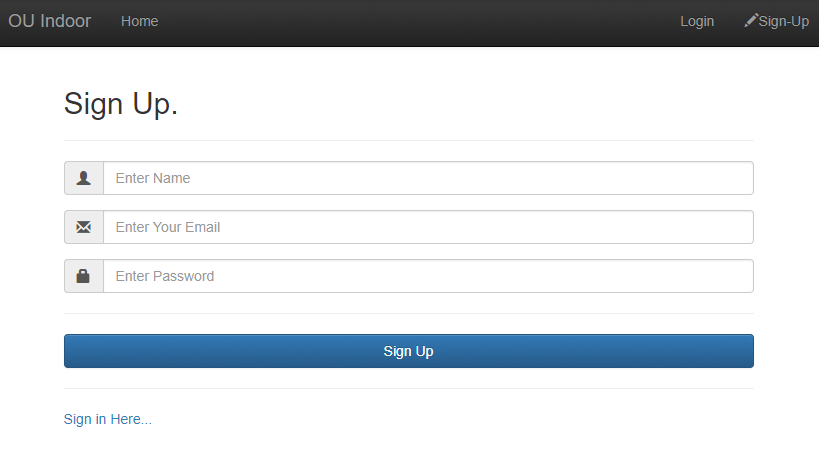 OU Indoor Home Login Sign-Up
Sign Up.
Enter Name
Enter Your Email
Enter Password
Sign Up
Sign in Here...